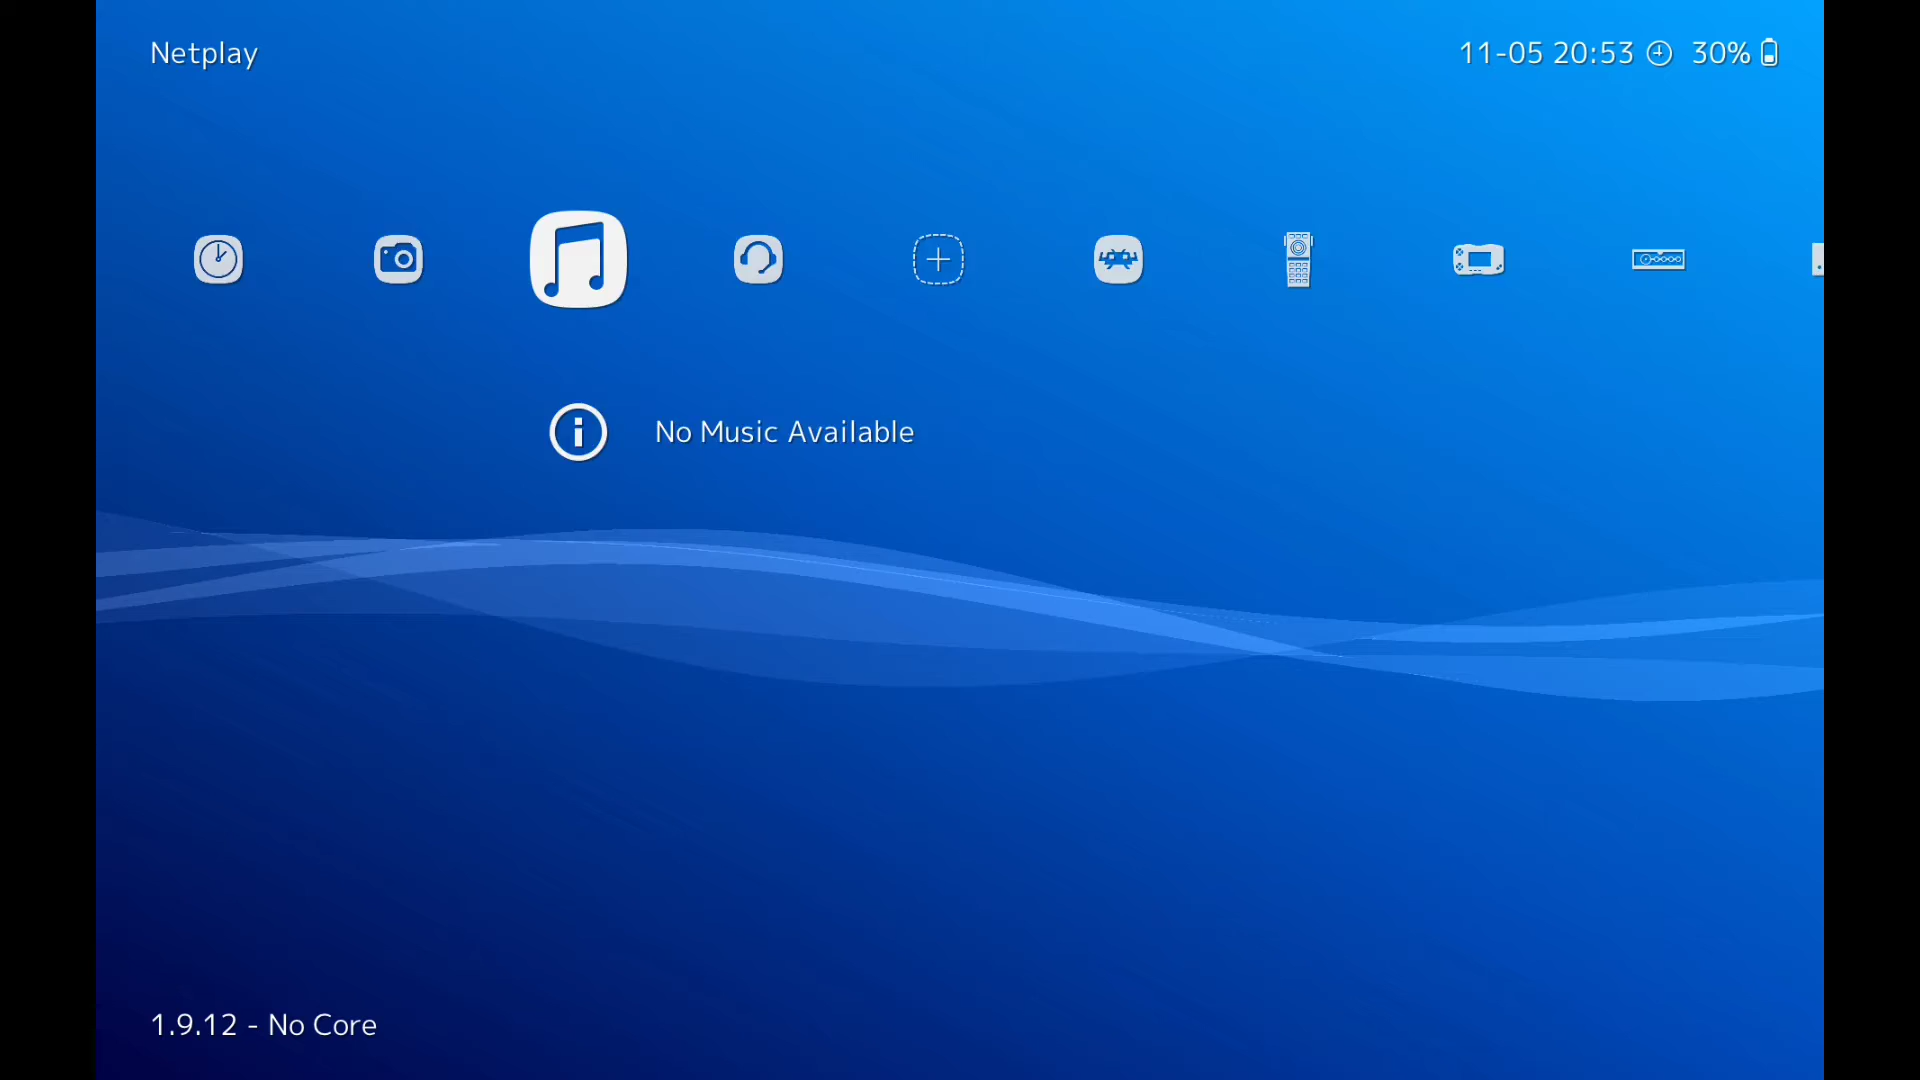 Netplay
11-05 20:53 30%
No Music Available
1.9.12 - No Core